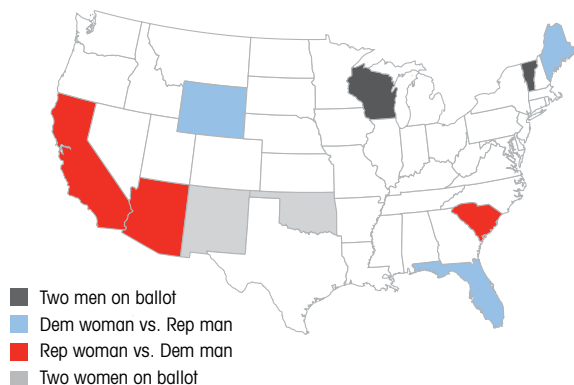 Two men on ballot
Dem woman vs. Rep man
Rep woman vs. Dem man
Two women on ballot